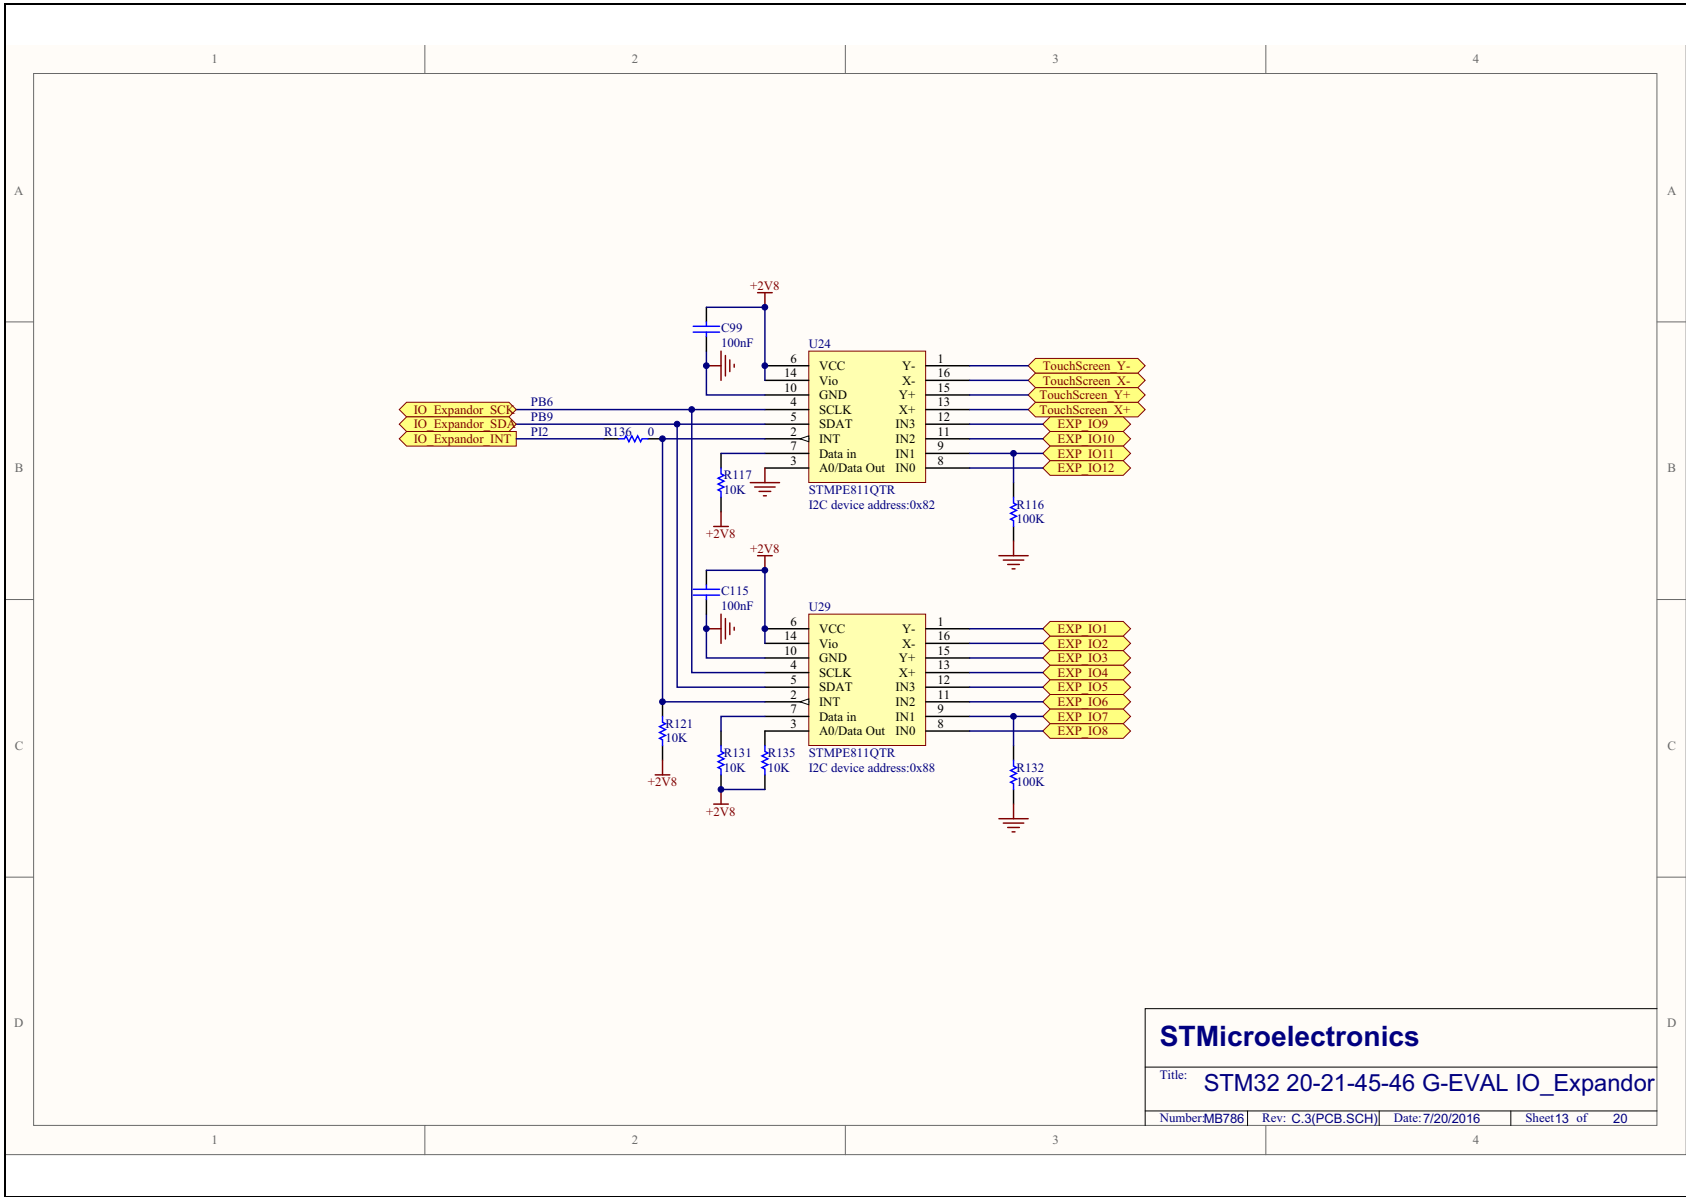 1 2 3 4
A A
+2V8
C99
100nF
U24
6 VCC Y- 1 TouchScreen_Y-
14 Vio X- 16 TouchScreen_X-
10 GND Y+ 15 TouchScreen_Y+
IO_Expandor_SCK PB6 4 SCLK X+ 13 TouchScreen_X+
IO_Expandor_SDA PB9 5 SDAT IN3 12 EXP_IO9
IO_Expandor_INT PI2 R136 0 2 INT IN2 11 EXP_IO10
7 Data in IN1 9 EXP_IO11
B 3 A0/Data Out IN0 8 EXP_IO12 B
R117
10K
STMPE811QTR
I2C device address:0x82
R116
100K
+2V8
+2V8
C115
100nF
U29
6 VCC Y- 1 EXP_IO1
14 Vio X- 16 EXP_IO2
10 GND Y+ 15 EXP_IO3
4 SCLK X+ 13 EXP_IO4
5 SDAT IN3 12 EXP_IO5
2 INT IN2 11 EXP_IO6
7 Data in IN1 9 EXP_IO7
3 A0/Data Out IN0 8 EXP_IO8
R121
10K
C C
R131
10K
R135
10K
STMPE811QTR
I2C device address:0x88
R132
100K
+2V8
+2V8
D D
STMicroelectronics
Title: STM32 20-21-45-46 G-EVAL IO_Expandor
Number:MB786 Rev: C.3(PCB.SCH) Date:7/20/2016 Sheet13 of 20
1 2 3 4